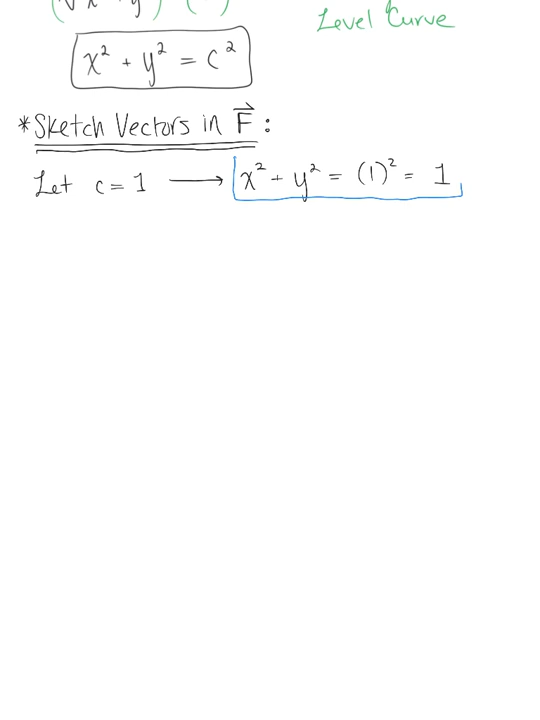 Level Curve
x² + y² = c²
*Sketch Vectors in F⃗ :
Let c = 1 ⟶ x² + y² = (1)² = 1